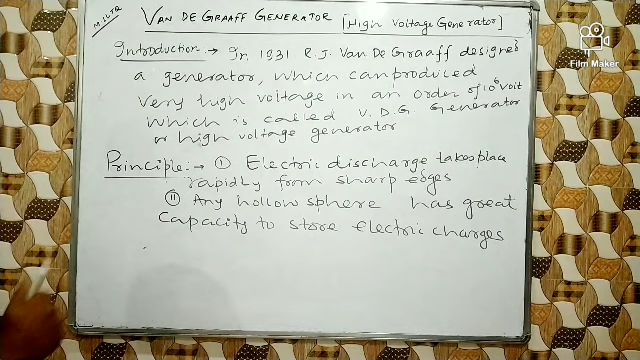 VAN DE GRAAFF GENERATOR [High Voltage Generator]
Introduction → In 1931 R.J. Van De Graaff designed
a generator, which can produced
very high voltage in an order of 10⁶ volt
which is called V.D.G Generator
or high voltage generator
Principle:→ (I) Electric discharge takes place
rapidly from sharp edges
(II) Any hollow sphere has great
capacity to store electric charges
Film Maker